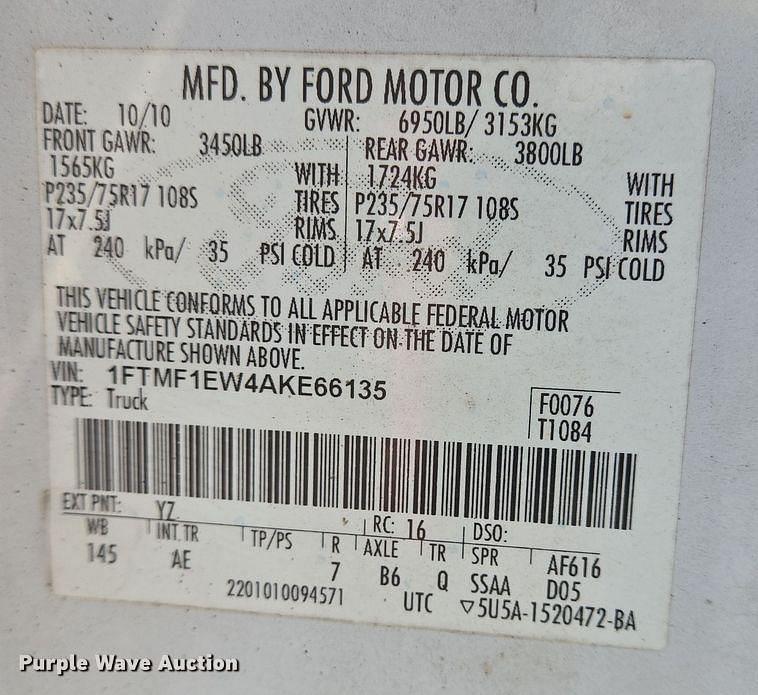 MFD. BY FORD MOTOR CO.
DATE: 10/10 GVWR: 6950LB/ 3153KG
FRONT GAWR: 3450LB REAR GAWR: 3800LB
1565KG WITH 1724KG WITH
P235/75R17 108S TIRES P235/75R17 108S TIRES
17x7.5J RIMS 17x7.5J RIMS
AT 240 kPa/ 35 PSI COLD AT 240 kPa/ 35 PSI COLD
THIS VEHICLE CONFORMS TO ALL APPLICABLE FEDERAL MOTOR
VEHICLE SAFETY STANDARDS IN EFFECT ON THE DATE OF
MANUFACTURE SHOWN ABOVE.
VIN: 1FTMF1EW4AKE66135
TYPE: Truck F0076
T1084
EXT PNT: YZ RC: 16 DSO:
WB INT TR TP/PS R AXLE TR SPR AF616
145 AE 7 B6 Q SSAA D05
2201010094571 UTC ▽5U5A-1520472-BA
Purple Wave Auction